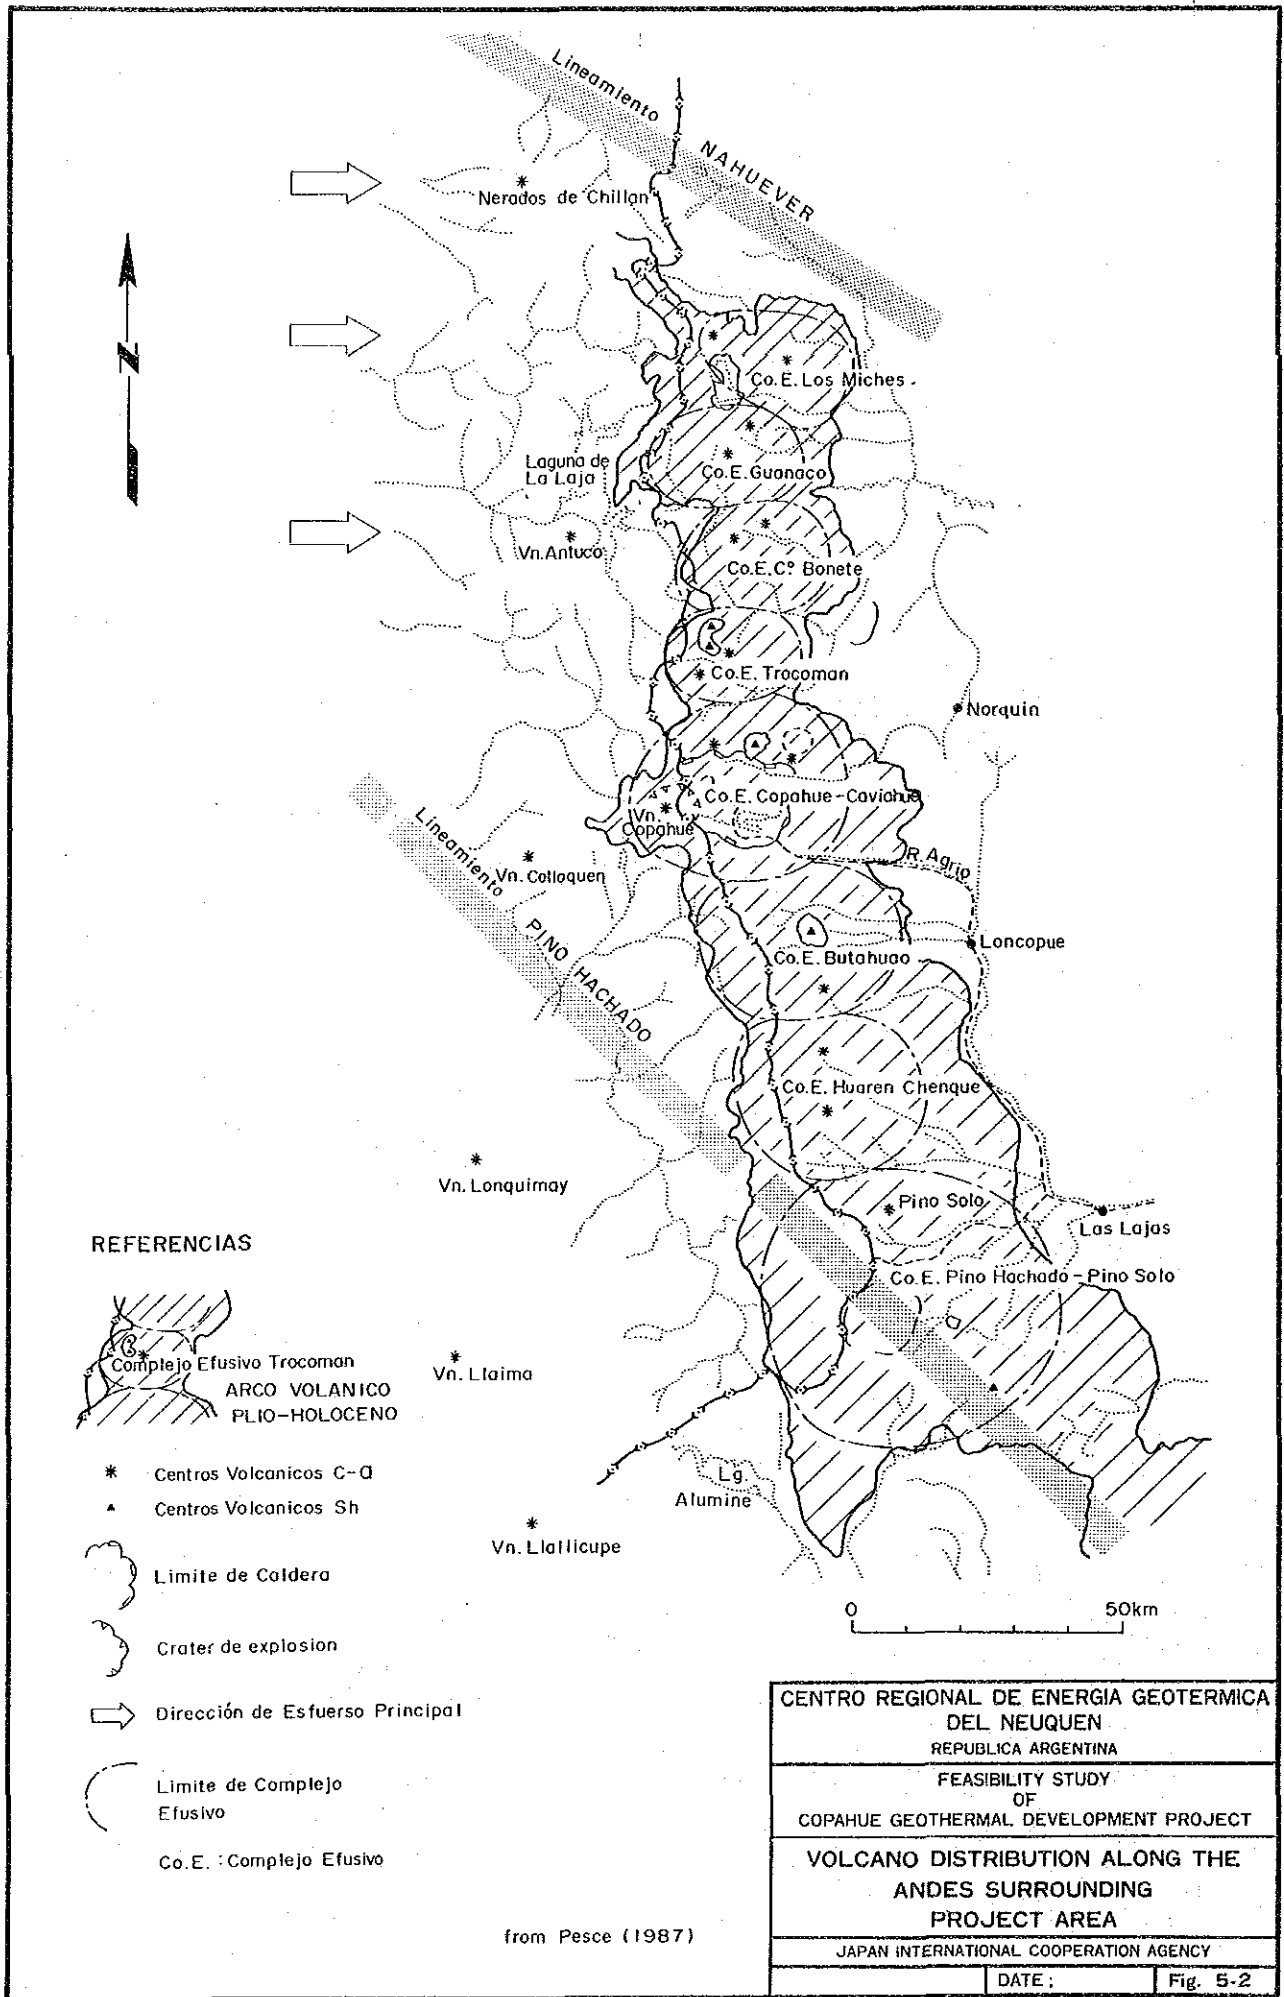 Lineamiento
NAHUEVER
Nerados de Chillan
N
Co.E. Los Miches
Laguna de
La Laja
Co.E. Guanaco
Vn. Antuco
Co.E. Cº Bonete
Co.E. Trocoman
Norquin
Co.E. Copahue-Caviahue
Vn.
Copahue
Lineamiento
PINO HACHADO
R. Agrio
Vn. Colloquen
Loncopue
Co.E. Butahuao
Co.E. Huaren Chenque
Vn. Lonquimay
Pino Solo
Las Lajas
Co.E. Pino Hachado-Pino Solo
Vn. Llaima
Lg.
Alumine
Vn. Llallicupe
REFERENCIAS
Complejo Efusivo Trocoman
ARCO VOLANICO
PLIO-HOLOCENO
Centros Volcanicos C-a
Centros Volcanicos Sh
Limite de Caldera
Crater de explosion
Dirección de Esfuerso Principal
Limite de Complejo
Efusivo
Co.E. : Complejo Efusivo
0 50km
from Pesce (1987)
CENTRO REGIONAL DE ENERGIA GEOTERMICA
DEL NEUQUEN
REPUBLICA ARGENTINA
FEASIBILITY STUDY
OF
COPAHUE GEOTHERMAL DEVELOPMENT PROJECT
VOLCANO DISTRIBUTION ALONG THE
ANDES SURROUNDING
PROJECT AREA
JAPAN INTERNATIONAL COOPERATION AGENCY
DATE; Fig. 5-2